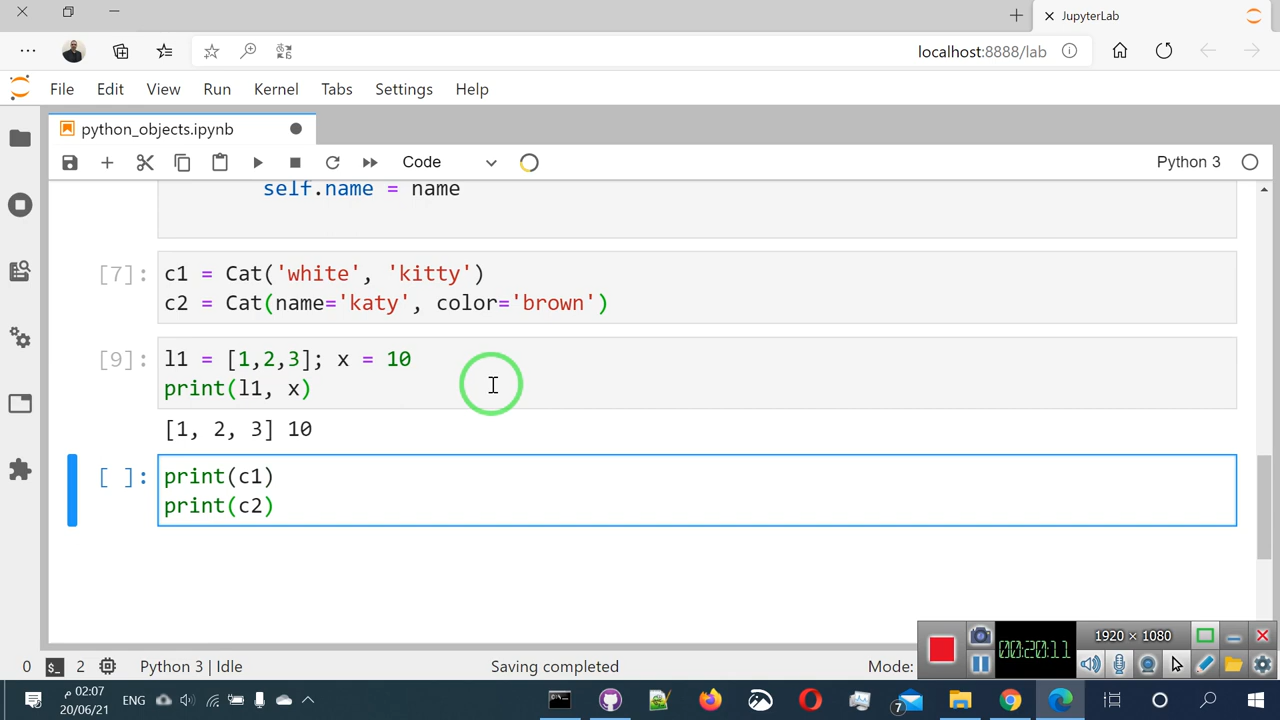 JupyterLab
localhost:8888/lab
File Edit View Run Kernel Tabs Settings Help
python_objects.ipynb
Code
Python 3
self.name = name
[7]: c1 = Cat('white', 'kitty')
c2 = Cat(name='katy', color='brown')
[9]: l1 = [1,2,3]; x = 10
print(l1, x)
[1, 2, 3] 10
[ ]: print(c1)
print(c2)
00:20:11
1920 × 1080
0 2 Python 3 | Idle Saving completed Mode:
02:07 م
20/06/21
ENG
7